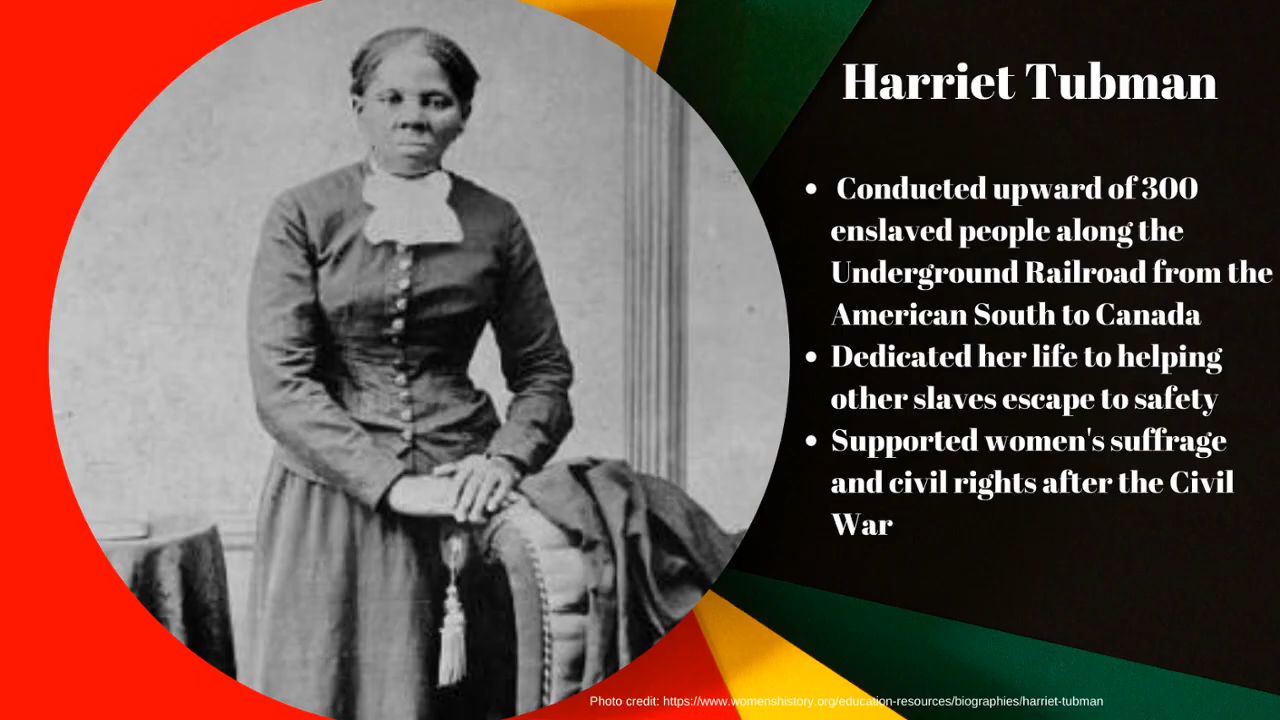 Harriet Tubman
• Conducted upward of 300
enslaved people along the
Underground Railroad from the
American South to Canada
• Dedicated her life to helping
other slaves escape to safety
• Supported women's suffrage
and civil rights after the Civil
War
Photo credit: https://www.womenshistory.org/education-resources/biographies/harriet-tubman